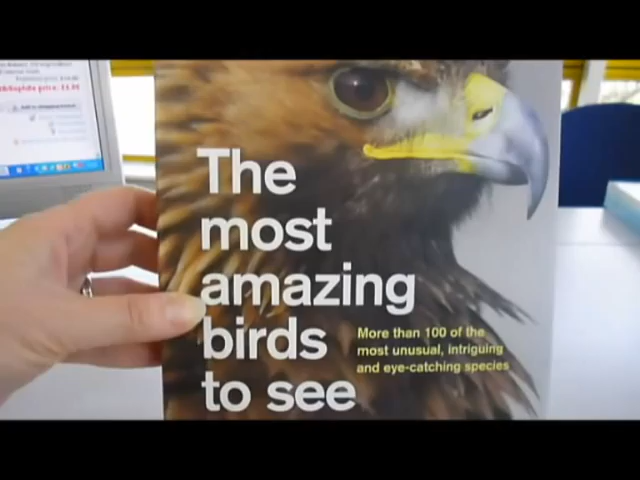 The
most
amazing
birds
to see
More than 100 of the
most unusual, intriguing
and eye-catching species